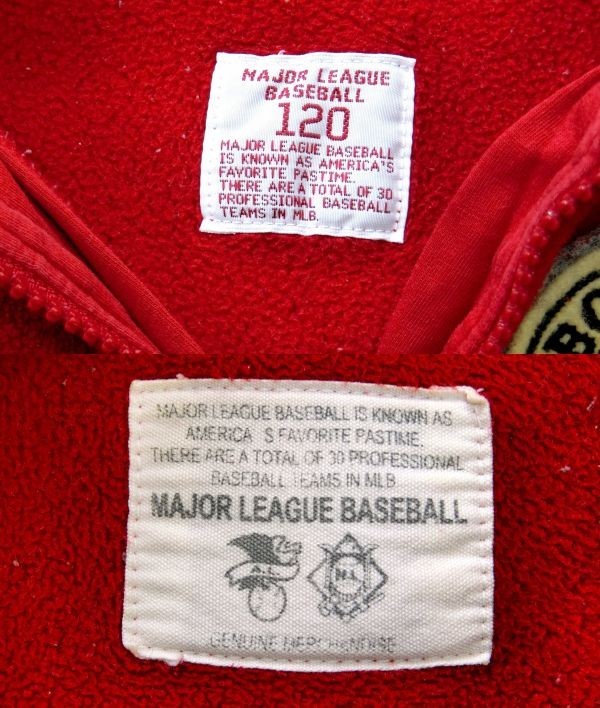 MAJOR LEAGUE
BASEBALL
120
MAJOR LEAGUE BASEBALL
IS KNOWN AS AMERICA'S
FAVORITE PASTIME.
THERE ARE A TOTAL OF 30
PROFESSIONAL BASEBALL
TEAMS IN MLB.
BO
MAJOR LEAGUE BASEBALL IS KNOWN AS
AMERICA S FAVORITE PASTIME.
THERE ARE A TOTAL OF 30 PROFESSIONAL
BASEBALL TEAMS IN MLB
MAJOR LEAGUE BASEBALL
A.L. N.L.
GENUINE MERCHANDISE